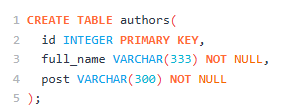 1 CREATE TABLE authors(
2 id INTEGER PRIMARY KEY,
3 full_name VARCHAR(333) NOT NULL,
4 post VARCHAR(300) NOT NULL
5 );